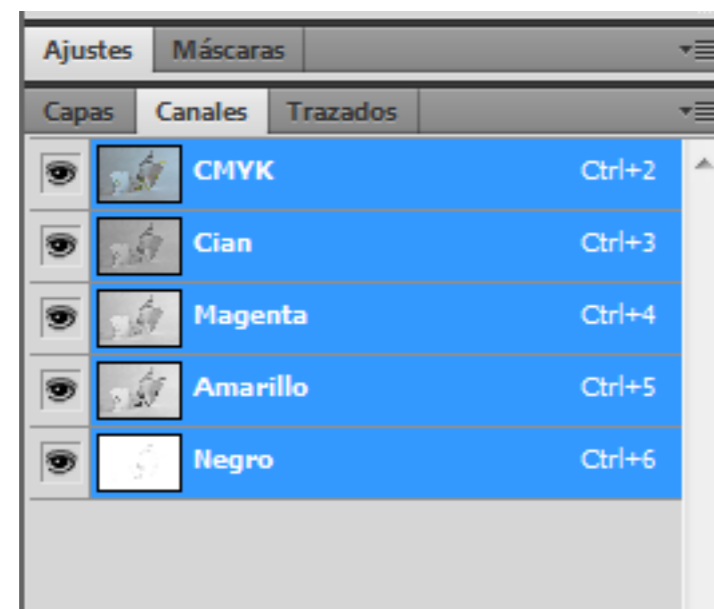 Ajustes Máscaras
Capas Canales Trazados
CMYK Ctrl+2
Cian Ctrl+3
Magenta Ctrl+4
Amarillo Ctrl+5
Negro Ctrl+6